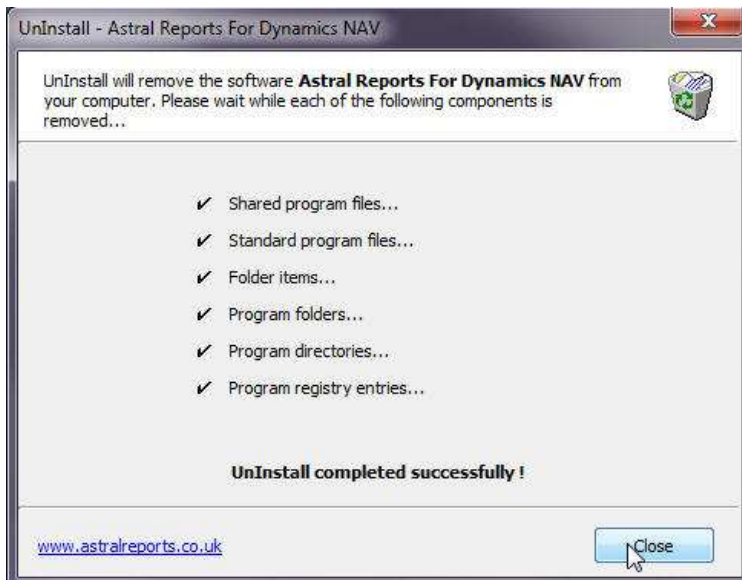 UnInstall - Astral Reports For Dynamics NAV
UnInstall will remove the software Astral Reports For Dynamics NAV from
your computer. Please wait while each of the following components is
removed...
Shared program files...
Standard program files...
Folder items...
Program folders...
Program directories...
Program registry entries...
UnInstall completed successfully !
www.astralreports.co.uk
Close